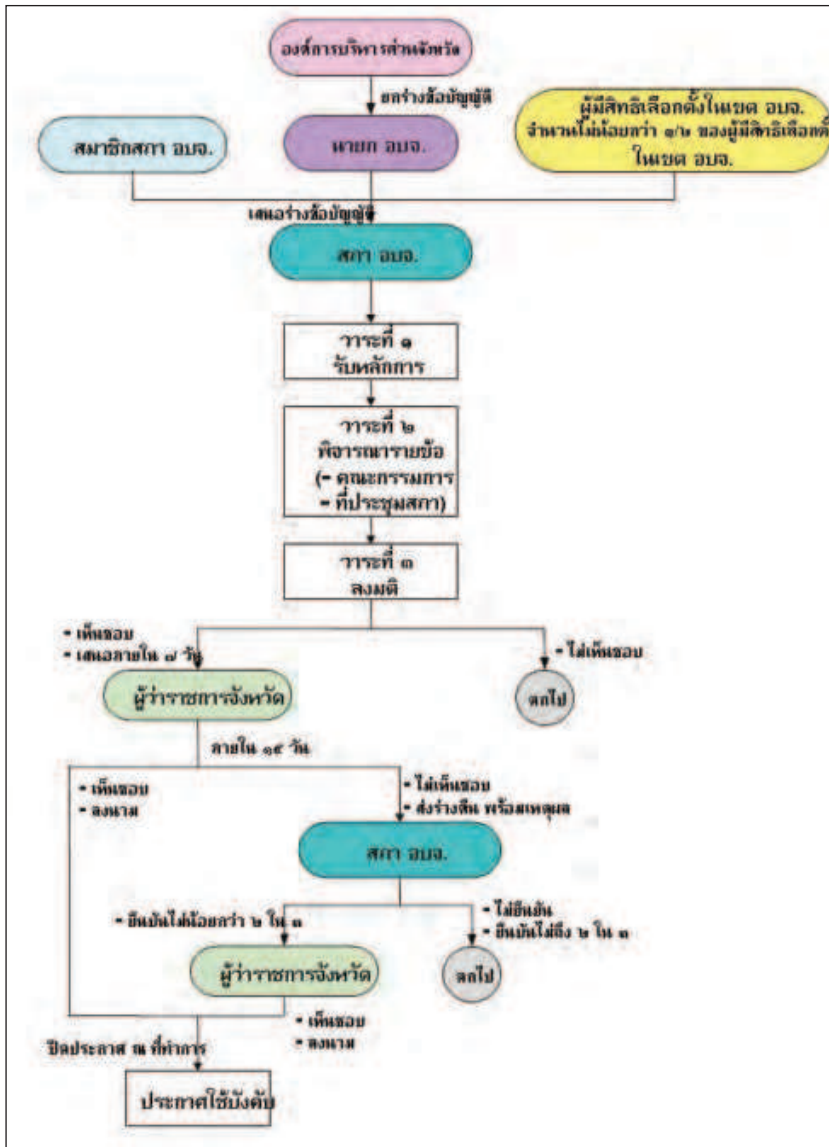 องค์การบริหารส่วนจังหวัด
ยกร่างข้อบัญญัติ
สมาชิกสภา อบจ.
นายก อบจ.
ผู้มีสิทธิเลือกตั้งในเขต อบจ.
จำนวนไม่น้อยกว่า ๑/๒ ของผู้มีสิทธิเลือกตั้
ในเขต อบจ.
เสนอร่างข้อบัญญัติ
สภา อบจ.
วาระที่ ๑
รับหลักการ
วาระที่ ๒
พิจารณารายข้อ
(- คณะกรรมการ
- ที่ประชุมสภา)
วาระที่ ๓
ลงมติ
- เห็นชอบ
- เสนอภายใน ๗ วัน
- ไม่เห็นชอบ
ผู้ว่าราชการจังหวัด
ตกไป
ภายใน ๑๕ วัน
- เห็นชอบ
- ลงนาม
- ไม่เห็นชอบ
- ส่งร่างคืน พร้อมเหตุผล
สภา อบจ.
- ยืนยันไม่น้อยกว่า ๒ ใน ๓
- ไม่ยืนยัน
- ยืนยันไม่ถึง ๒ ใน ๓
ผู้ว่าราชการจังหวัด
ตกไป
- เห็นชอบ
- ลงนาม
ปิดประกาศ ณ ที่ทำการ
ประกาศใช้บังคับ